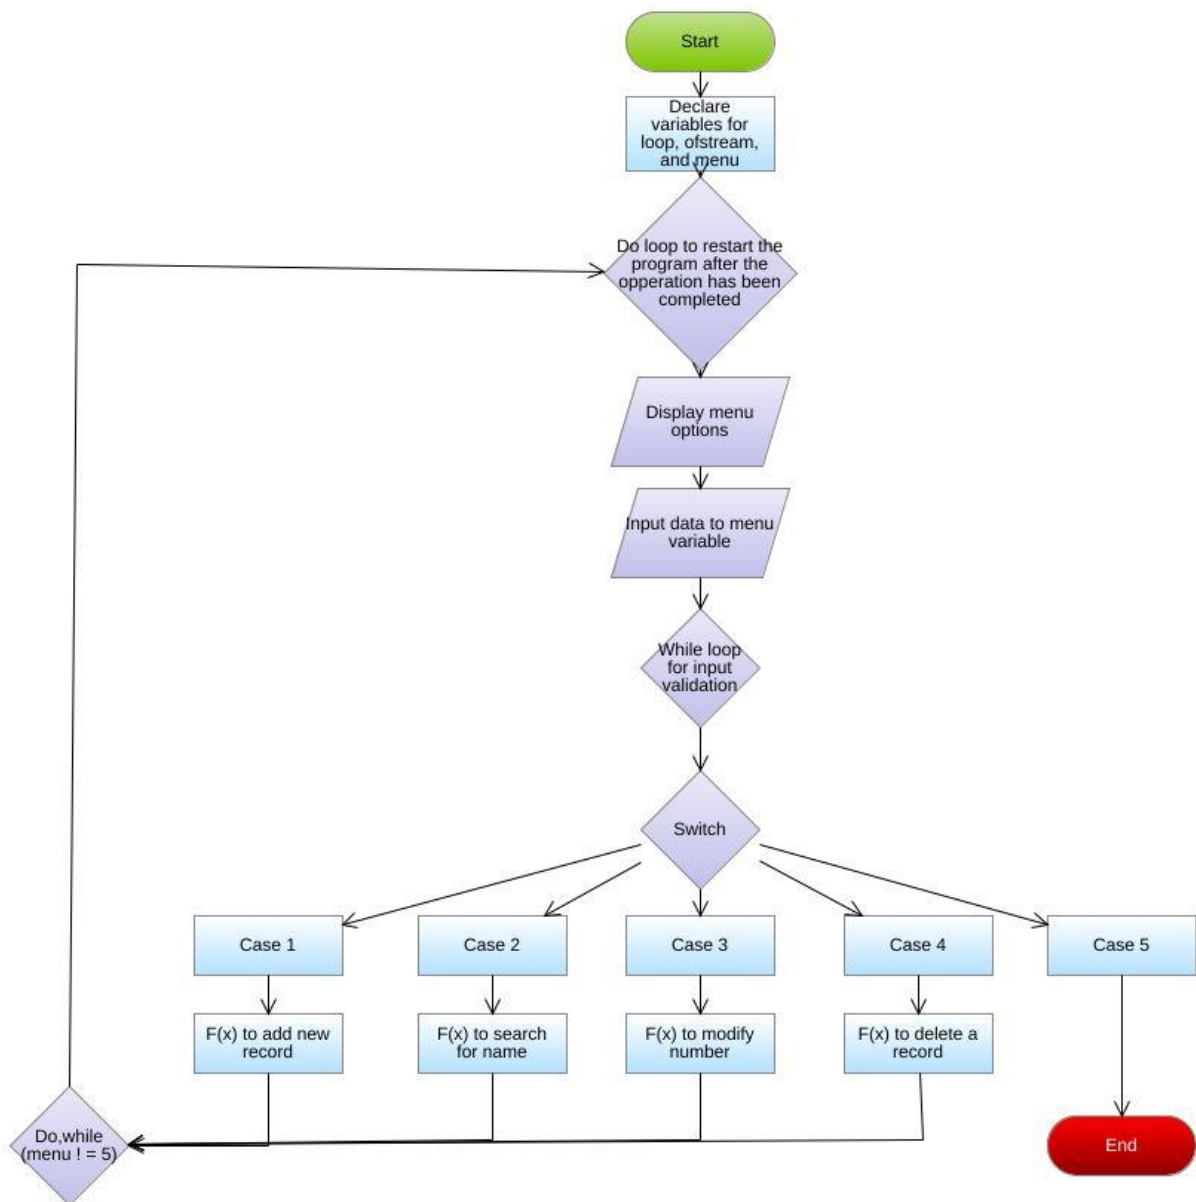 Start
Declare
variables for
loop, ofstream,
and menu
Do loop to restart the
program after the
opperation has been
completed
Display menu
options
Input data to menu
variable
While loop
for input
validation
Switch
Case 1
Case 2
Case 3
Case 4
Case 5
F(x) to add new
record
F(x) to search
for name
F(x) to modify
number
F(x) to delete a
record
Do,while
(menu ! = 5)
End